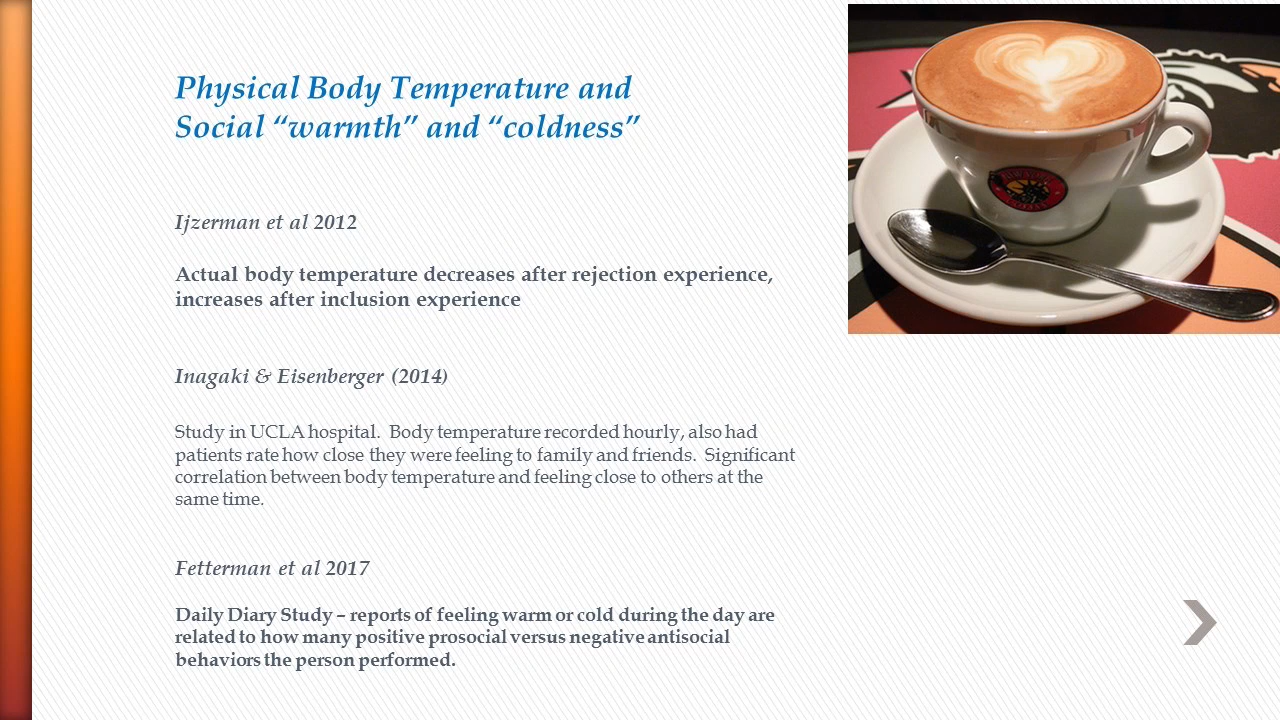 Physical Body Temperature and
Social “warmth” and “coldness”
Ijzerman et al 2012
Actual body temperature decreases after rejection experience,
increases after inclusion experience
Inagaki & Eisenberger (2014)
Study in UCLA hospital.  Body temperature recorded hourly, also had
patients rate how close they were feeling to family and friends.  Significant
correlation between body temperature and feeling close to others at the
same time.
Fetterman et al 2017
Daily Diary Study – reports of feeling warm or cold during the day are
related to how many positive prosocial versus negative antisocial
behaviors the person performed.